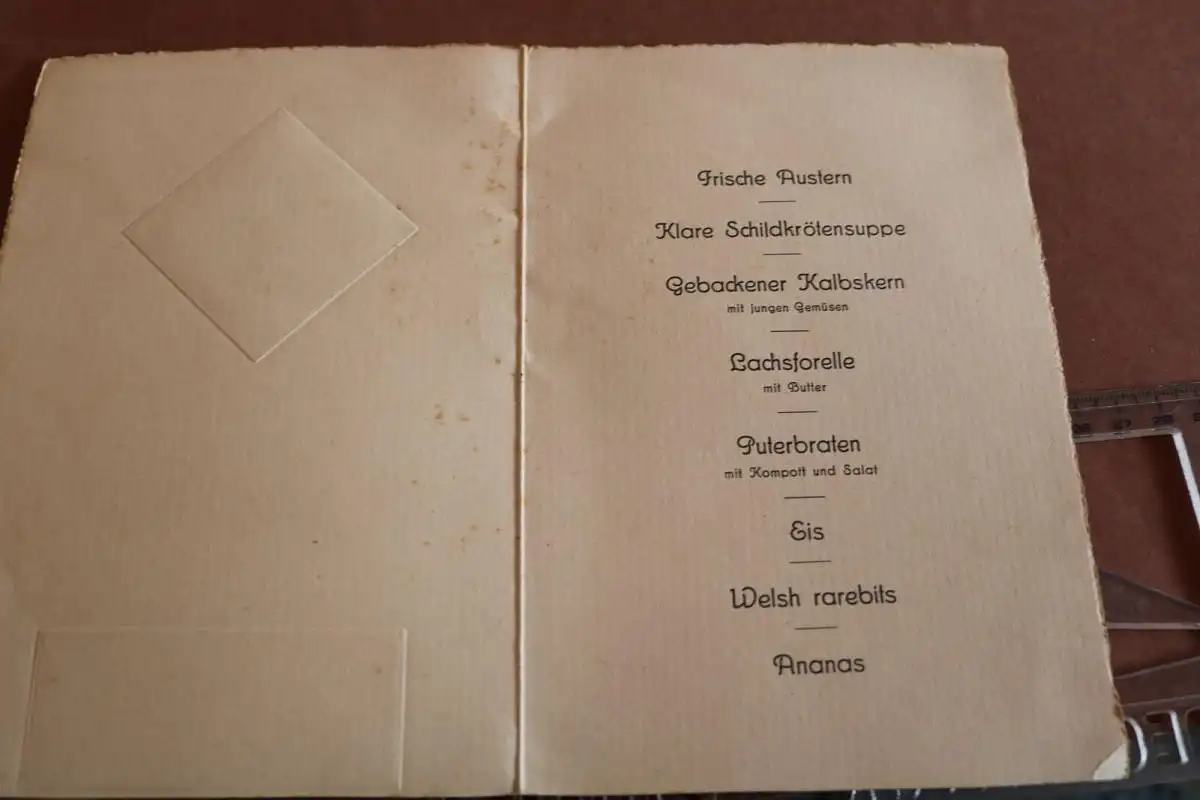 Frische Austern
Klare Schildkrötensuppe
Gebackener Kalbskern
mit jungen Gemüsen
Lachsforelle
mit Butter
Puterbraten
mit Kompott und Salat
Eis
Welsh rarebits
Ananas